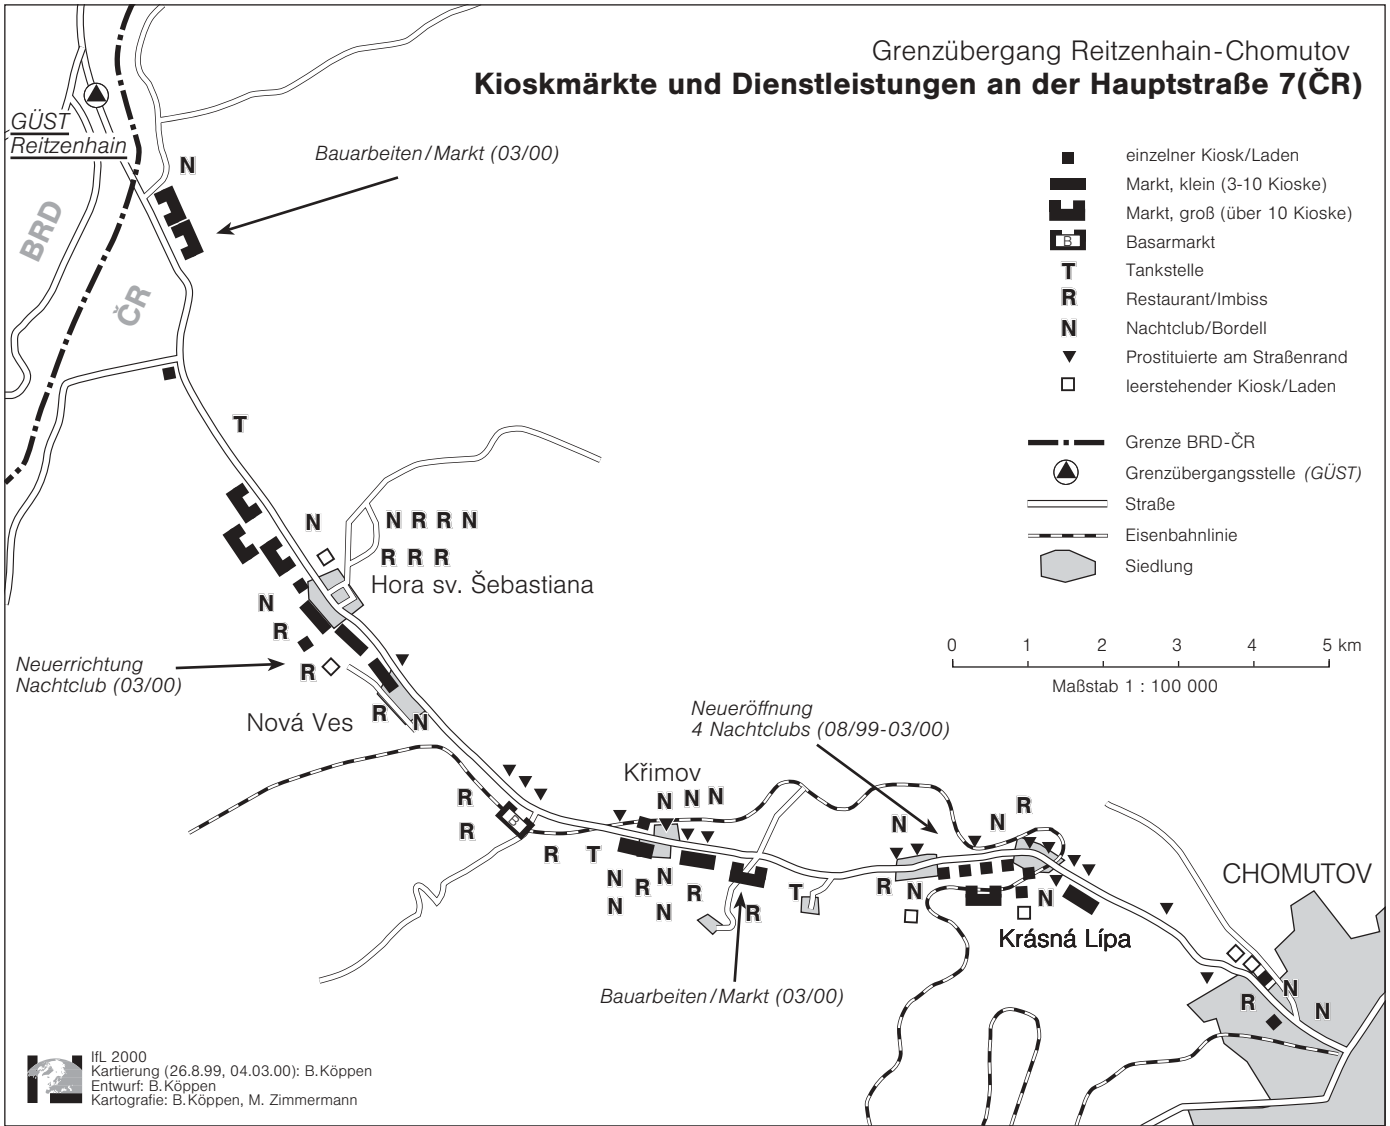 Grenzübergang Reitzenhain-Chomutov
Kioskmärkte und Dienstleistungen an der Hauptstraße 7(ČR)
GÜST
Reitzenhain
N
Bauarbeiten/Markt (03/00)
BRD
ČR
einzelner Kiosk/Laden
Markt, klein (3-10 Kioske)
Markt, groß (über 10 Kioske)
B Basarmarkt
T Tankstelle
R Restaurant/Imbiss
N Nachtclub/Bordell
Prostituierte am Straßenrand
leerstehender Kiosk/Laden
Grenze BRD-ČR
Grenzübergangsstelle (GÜST)
Straße
Eisenbahnlinie
Siedlung
0 1 2 3 4 5 km
Maßstab 1 : 100 000
T
N
N R R N
R R R
Hora sv. Šebastiana
N
R
R
Neuerrichtung
Nachtclub (03/00)
Nová Ves
R
N
R
R
B
R
T
Křimov
N N N
N
R
N
N
N
R
R
T
Bauarbeiten/Markt (03/00)
Neueröffnung
4 Nachtclubs (08/99-03/00)
N
N
R
R
N
N
Krásná Lípa
CHOMUTOV
R
N
N
IfL 2000
Kartierung (26.8.99, 04.03.00): B.Köppen
Entwurf: B.Köppen
Kartografie: B.Köppen, M. Zimmermann